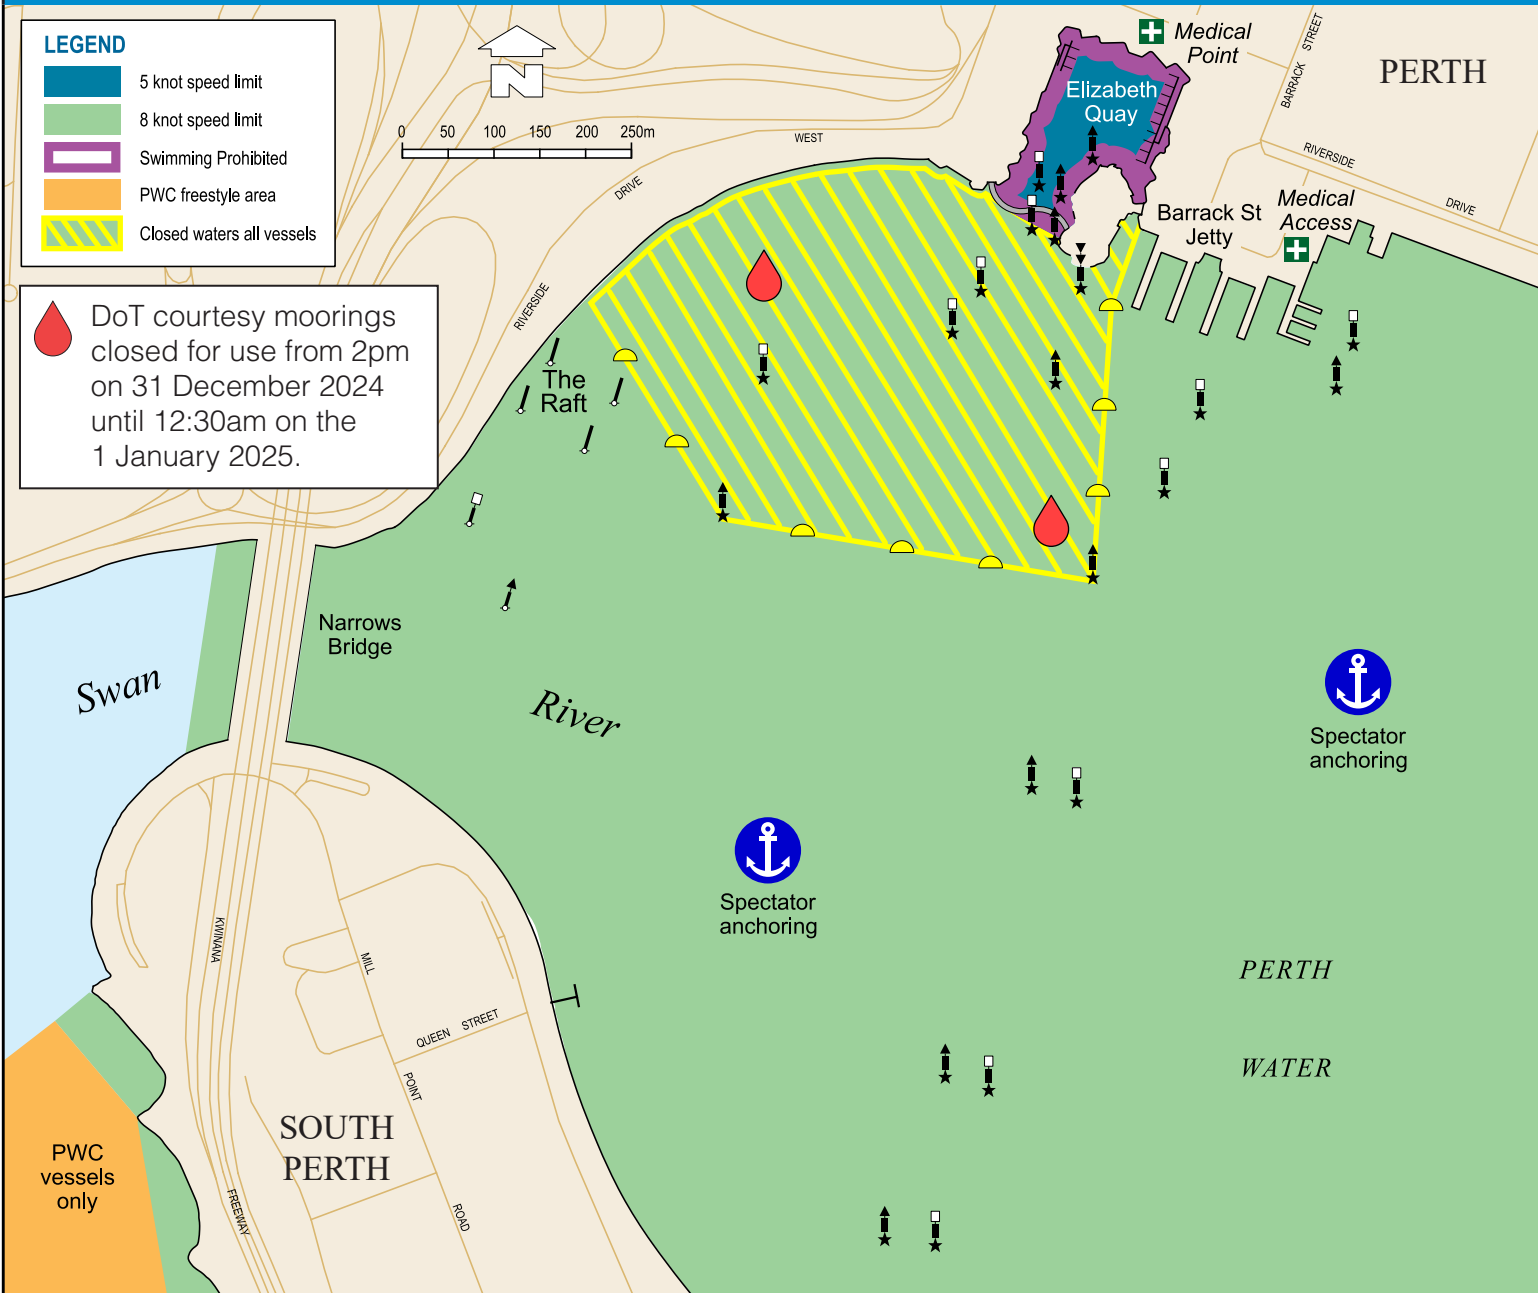 LEGEND
5 knot speed limit
8 knot speed limit
Swimming Prohibited
PWC freestyle area
Closed waters all vessels
N
0 50 100 150 200 250m
DoT courtesy moorings
closed for use from 2pm
on 31 December 2024
until 12:30am on the
1 January 2025.
Medical
Point
BARRACK STREET
PERTH
Elizabeth
Quay
WEST
RIVERSIDE
DRIVE
DRIVE
RIVERSIDE
Medical
Access
Barrack St
Jetty
The
Raft
Narrows
Bridge
Swan
River
Spectator
anchoring
Spectator
anchoring
PERTH
WATER
KWINANA
FREEWAY
MILL
POINT
ROAD
QUEEN STREET
SOUTH
PERTH
PWC
vessels
only